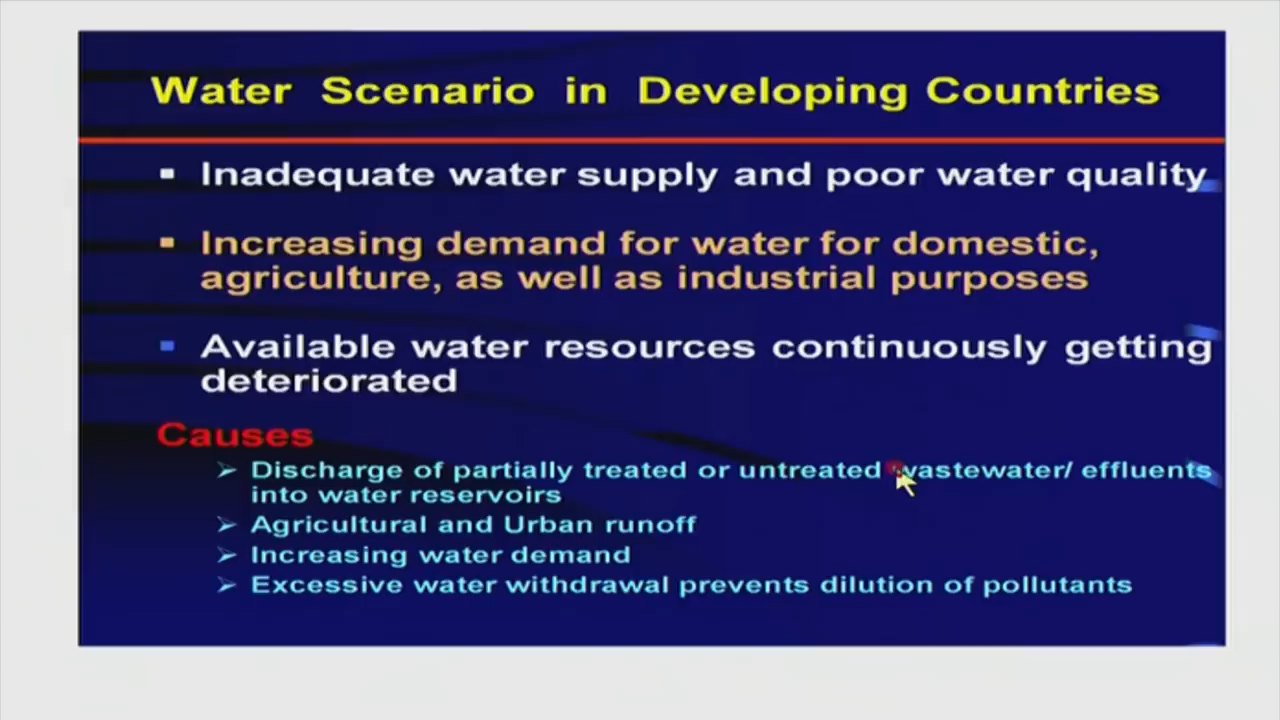 Water Scenario in Developing Countries
▪ Inadequate water supply and poor water quality
▪ Increasing demand for water for domestic,
agriculture, as well as industrial purposes
▪ Available water resources continuously getting
deteriorated
Causes
➢ Discharge of partially treated or untreated wastewater/ effluents
into water reservoirs
➢ Agricultural and Urban runoff
➢ Increasing water demand
➢ Excessive water withdrawal prevents dilution of pollutants